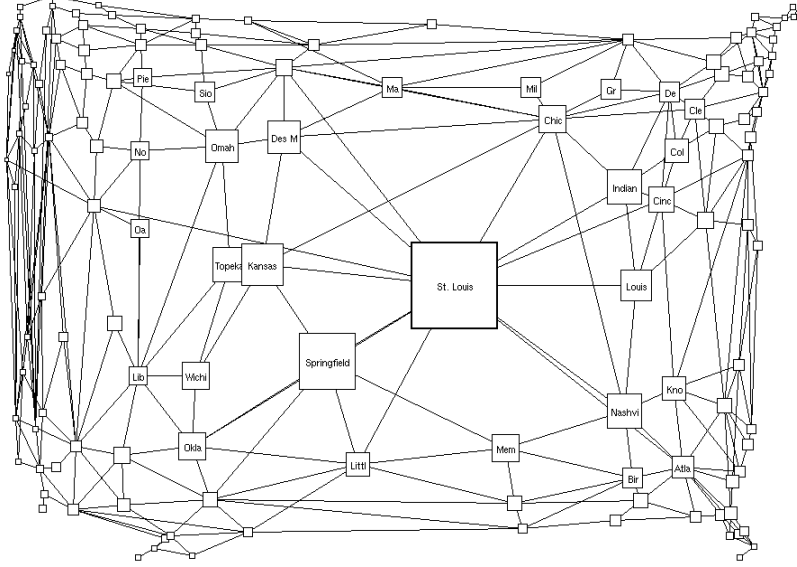 Pie
Sio
Ma
Mil
Gr
De
Cle
Chic
No
Omah
Des M
Col
Indian
Cinc
Oa
Topeka
Kansas
St. Louis
Louis
Springfield
Lib
Wichi
Kno
Nashvi
Okla
Littl
Mem
Bir
Atla